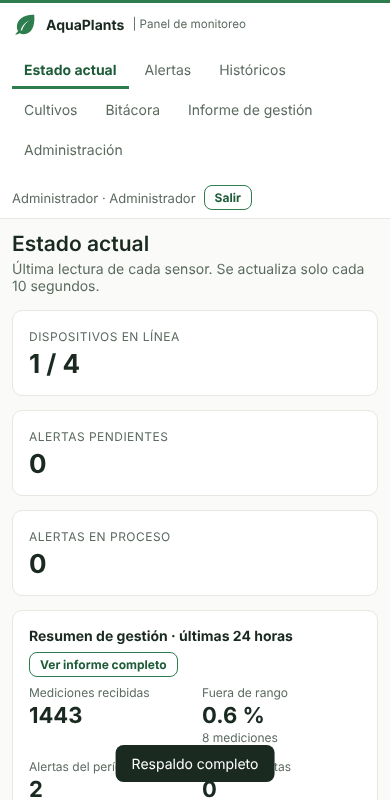 AquaPlants | Panel de monitoreo
Estado actual Alertas Históricos
Cultivos Bitácora Informe de gestión
Administración
Administrador · Administrador Salir
Estado actual
Última lectura de cada sensor. Se actualiza solo cada
10 segundos.
DISPOSITIVOS EN LÍNEA
1 / 4
ALERTAS PENDIENTES
0
ALERTAS EN PROCESO
0
Resumen de gestión · últimas 24 horas
Ver informe completo
Mediciones recibidas Fuera de rango
1443 0.6 %
8 mediciones
Alertas del
Respaldo completo
2 0